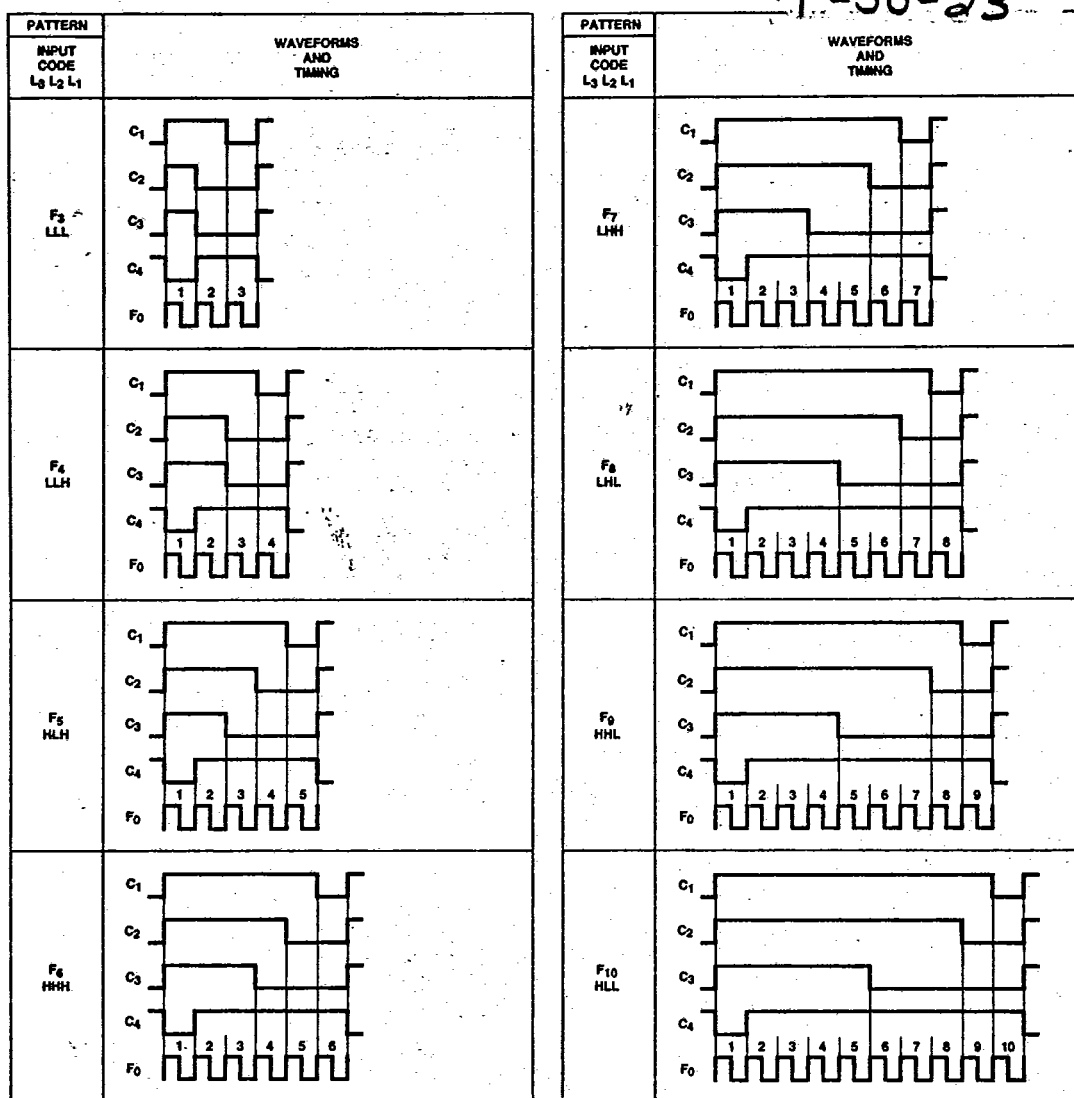 PATTERN
INPUT
CODE
L3 L2 L1
WAVEFORMS
AND
TIMING
F3
LLL
C1
C2
C3
C4
1 2 3
F0
F4
LLH
C1
C2
C3
C4
1 2 3 4
F0
F5
HLH
C1
C2
C3
C4
1 2 3 4 5
F0
F6
HHH
C1
C2
C3
C4
1 2 3 4 5 6
F0
PATTERN
INPUT
CODE
L3 L2 L1
WAVEFORMS
AND
TIMING
F7
LHH
C1
C2
C3
C4
1 2 3 4 5 6 7
F0
F8
LHL
C1
C2
C3
C4
1 2 3 4 5 6 7 8
F0
F9
HHL
C1
C2
C3
C4
1 2 3 4 5 6 7 8 9
F0
F10
HLL
C1
C2
C3
C4
1 2 3 4 5 6 7 8 9 10
F0